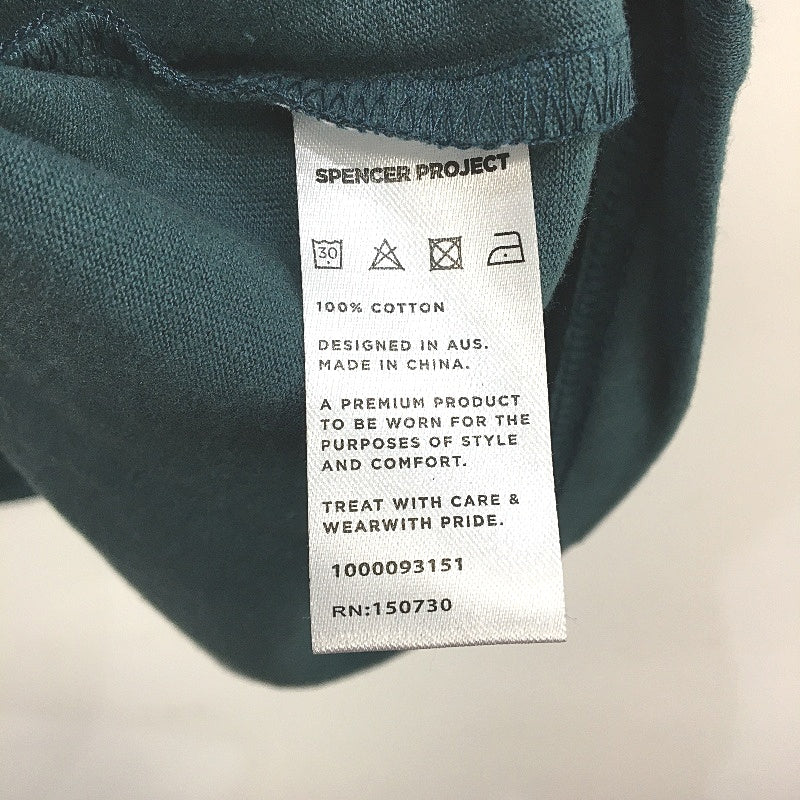 SPENCER PROJECT
30
100% COTTON
DESIGNED IN AUS.
MADE IN CHINA.
A PREMIUM PRODUCT
TO BE WORN FOR THE
PURPOSES OF STYLE
AND COMFORT.
TREAT WITH CARE &
WEARWITH PRIDE.
1000093151
RN:150730